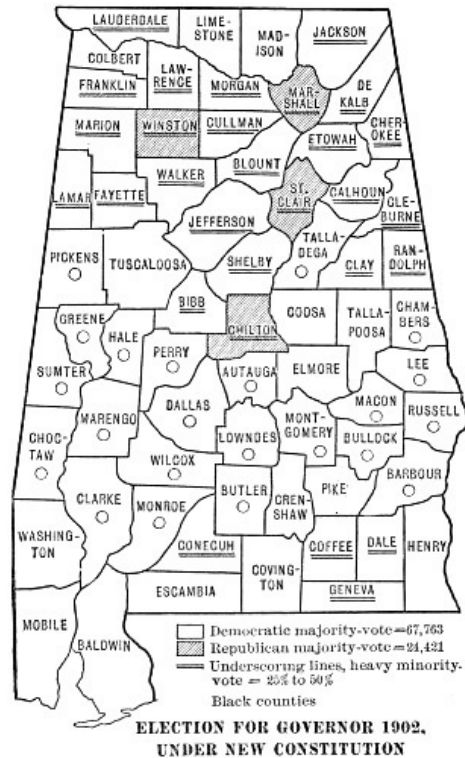 LAUDERDALE
LIME-
STONE
MAD-
ISON
JACKSON
COLBERT
LAW-
RENCE
FRANKLIN
MORGAN
MAR-
SHALL
DE
KALB
CHER-
OKEE
MARION
WINSTON
CULLMAN
ETOWAH
BLOUNT
WALKER
LAMAR
FAYETTE
ST.
CLAIR
CALHOUN
CLE-
BURNE
JEFFERSON
TALLA-
DEGA
PICKENS
TUSCALOOSA
SHELBY
CLAY
RAN-
DOLPH
BIBB
GREENE
HALE
CHILTON
COOSA
TALLA-
POOSA
CHAM-
BERS
PERRY
SUMTER
AUTAUGA
ELMORE
LEE
MACON
RUSSELL
DALLAS
MARENGO
LOWNDES
MONT-
GOMERY
BULLOCK
CHOC-
TAW
WILCOX
BARBOUR
BUTLER
CREN-
SHAW
PIKE
CLARKE
MONROE
WASHING-
TON
CONECUH
COFFEE
DALE
HENRY
COVING-
TON
ESCAMBIA
GENEVA
MOBILE
BALDWIN
Democratic majority-vote=67,763
Republican majority-vote=24,421
Underscoring lines, heavy minority-
vote = 25% to 50%
Black counties
ELECTION FOR GOVERNOR 1902,
UNDER NEW CONSTITUTION